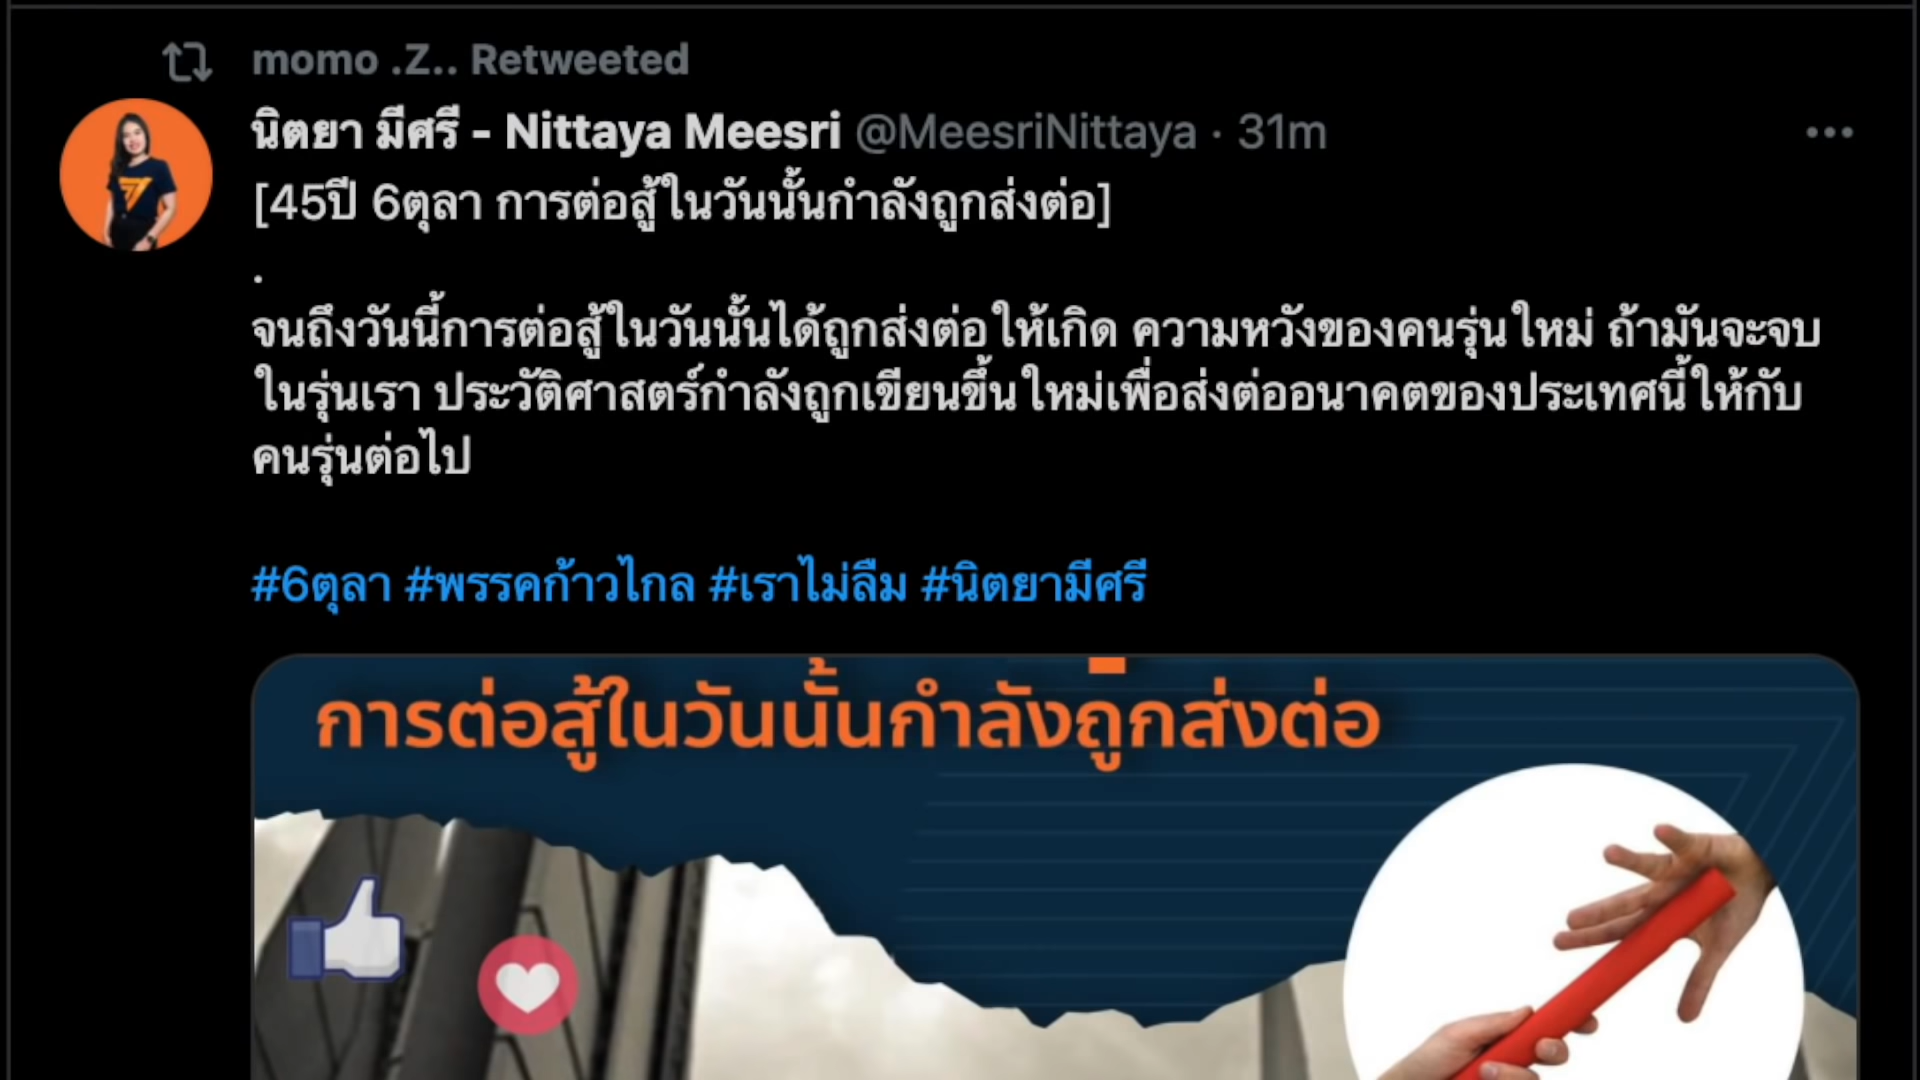 momo .Z.. Retweeted
นิตยา มีศรี - Nittaya Meesri @MeesriNittaya · 31m
[45ปี 6ตุลา การต่อสู้ในวันนั้นกำลังถูกส่งต่อ]
.
จนถึงวันนี้การต่อสู้ในวันนั้นได้ถูกส่งต่อให้เกิด ความหวังของคนรุ่นใหม่ ถ้ามันจะจบ
ในรุ่นเรา ประวัติศาสตร์กำลังถูกเขียนขึ้นใหม่เพื่อส่งต่ออนาคตของประเทศนี้ให้กับ
คนรุ่นต่อไป
#6ตุลา #พรรคก้าวไกล #เราไม่ลืม #นิตยามีศรี
การต่อสู้ในวันนั้นกำลังถูกส่งต่อ